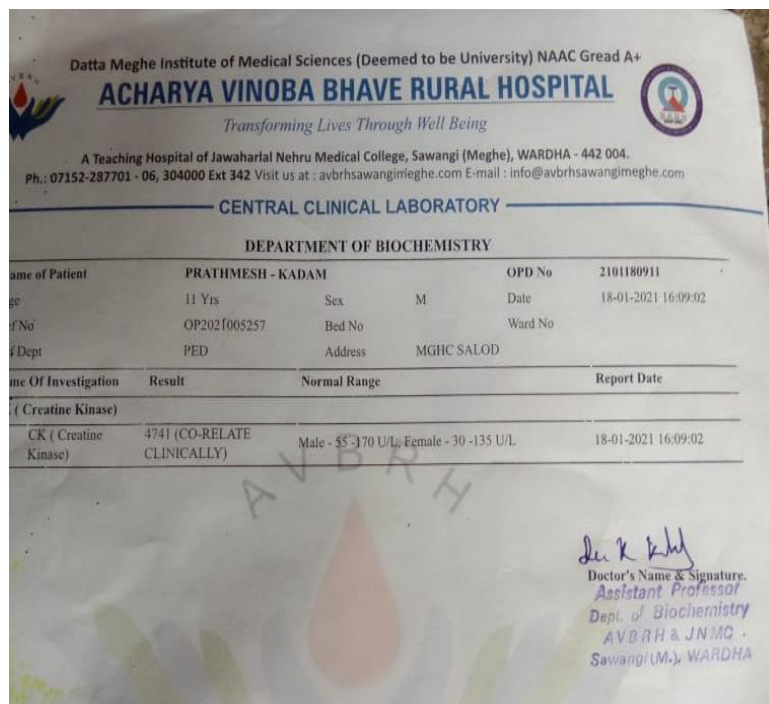 Datta Meghe Institute of Medical Sciences (Deemed to be University) NAAC Gread A+
ACHARYA VINOBA BHAVE RURAL HOSPITAL
Transforming Lives Through Well Being
A Teaching Hospital of Jawaharlal Nehru Medical College, Sawangi (Meghe), WARDHA - 442 004.
Ph.: 07152-287701 - 06, 304000 Ext 342 Visit us at : avbrhsawangimeghe.com E-mail : info@avbrhsawangimeghe.com
CENTRAL CLINICAL LABORATORY
DEPARTMENT OF BIOCHEMISTRY
ame of Patient PRATHMESH - KADAM OPD No 2101180911
ge 11 Yrs Sex M Date 18-01-2021 16:09:02
f No OP2021005257 Bed No Ward No
f Dept PED Address MGHC SALOD
me Of Investigation Result Normal Range Report Date
( Creatine Kinase)
CK ( Creatine Kinase) 4741 (CO-RELATE CLINICALLY) Male - 55 -170 U/L, Female - 30 -135 U/L 18-01-2021 16:09:02
AVBRH
Doctor's Name & Signature.
Assistant Professor
Dept. of Biochemistry
AVBRH & JNMC .
Sawangi (M.), WARDHA